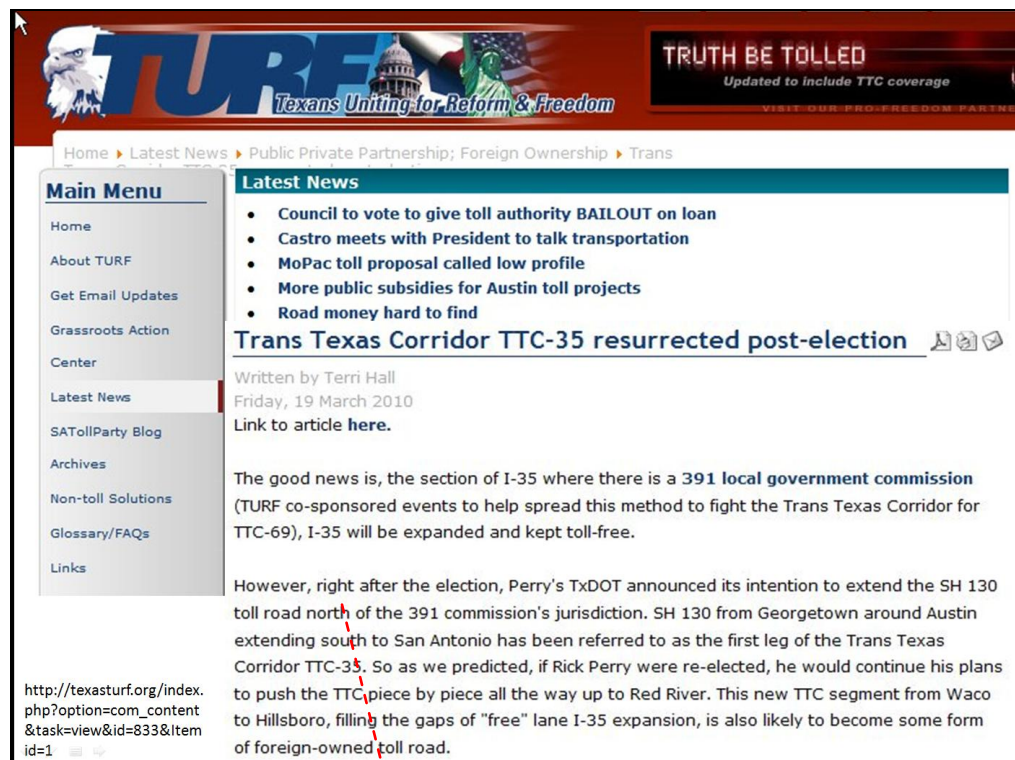 TURF
Texans Uniting for Reform & Freedom
TRUTH BE TOLLED
Updated to include TTC coverage
VISIT OUR PRO-FREEDOM PARTNE
Home Latest News Public Private Partnership; Foreign Ownership Trans
Main Menu
Home
About TURF
Get Email Updates
Grassroots Action
Center
Latest News
SATollParty Blog
Archives
Non-toll Solutions
Glossary/FAQs
Links
Latest News
• Council to vote to give toll authority BAILOUT on loan
• Castro meets with President to talk transportation
• MoPac toll proposal called low profile
• More public subsidies for Austin toll projects
• Road money hard to find
Trans Texas Corridor TTC-35 resurrected post-election
Written by Terri Hall
Friday, 19 March 2010
Link to article here.
The good news is, the section of I-35 where there is a 391 local government commission
(TURF co-sponsored events to help spread this method to fight the Trans Texas Corridor for
TTC-69), I-35 will be expanded and kept toll-free.
However, right after the election, Perry's TxDOT announced its intention to extend the SH 130
toll road north of the 391 commission's jurisdiction. SH 130 from Georgetown around Austin
extending south to San Antonio has been referred to as the first leg of the Trans Texas
Corridor TTC-35. So as we predicted, if Rick Perry were re-elected, he would continue his plans
to push the TTC piece by piece all the way up to Red River. This new TTC segment from Waco
to Hillsboro, filling the gaps of "free" lane I-35 expansion, is also likely to become some form
of foreign-owned toll road.
http://texasturf.org/index.
php?option=com_content
&task=view&id=833&Item
id=1